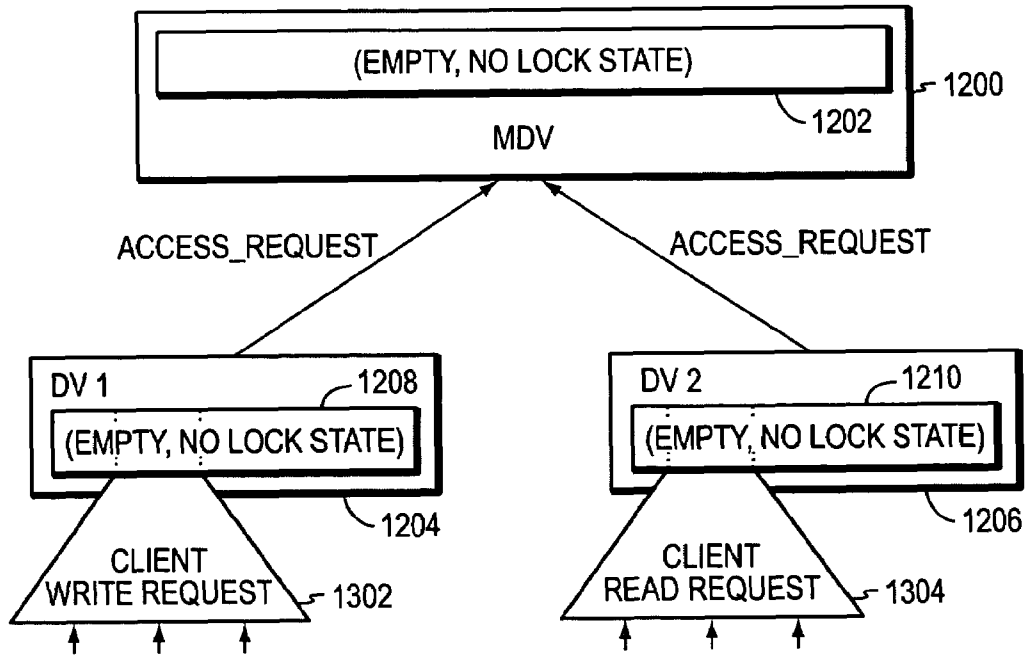 (EMPTY, NO LOCK STATE)
1200
1202
MDV
ACCESS_REQUEST
ACCESS_REQUEST
DV 1
1208
(EMPTY, NO LOCK STATE)
1204
CLIENT
WRITE REQUEST
1302
DV 2
1210
(EMPTY, NO LOCK STATE)
1206
CLIENT
READ REQUEST
1304